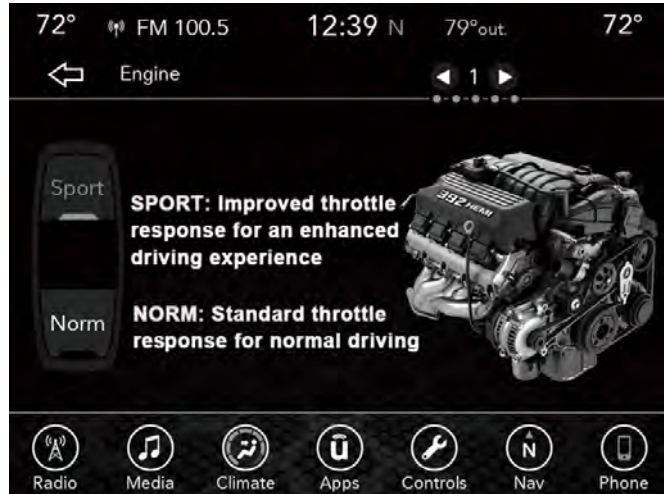 72° FM 100.5 12:39 N 79°out. 72°
Engine 1
Sport
SPORT: Improved throttle
response for an enhanced
driving experience
392 HEMI
Norm
NORM: Standard throttle
response for normal driving
Radio Media Climate Apps Controls Nav Phone
ū
N